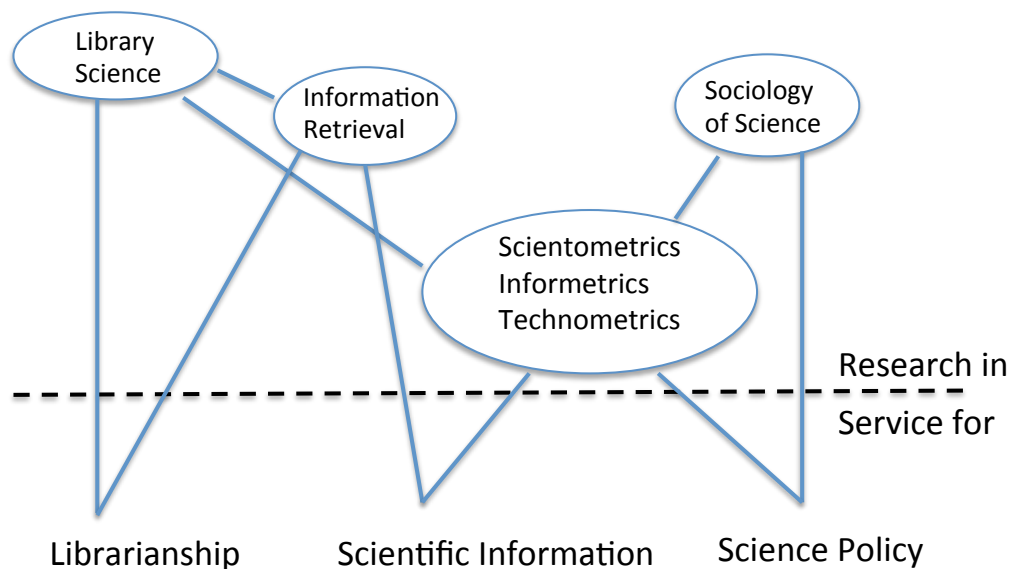 Library
Science
Information
Retrieval
Sociology
of Science
Scientometrics
Informetrics
Technometrics
Research in
Service for
Librarianship
Scientific Information
Science Policy